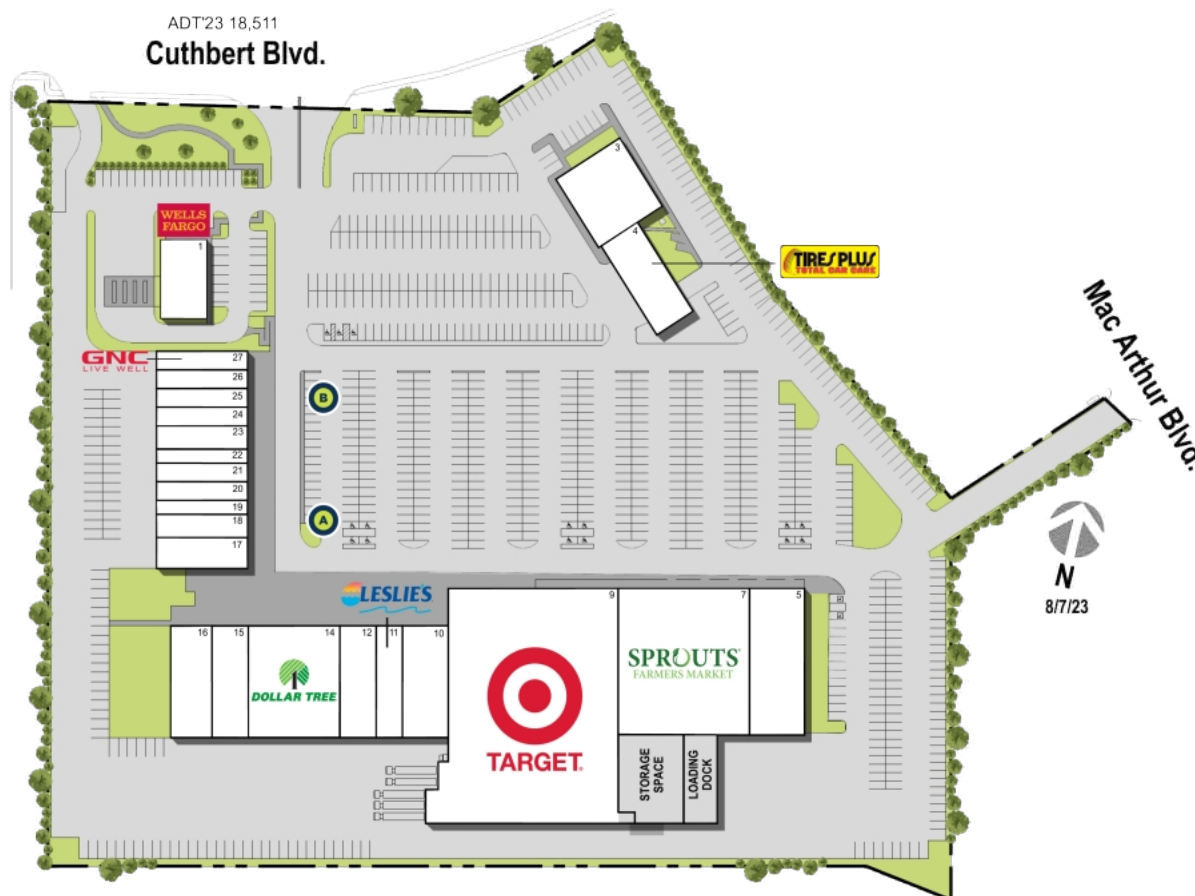 ADT'23 18,511
Cuthbert Blvd.
3
WELLS
FARGO
1
4
TIRES PLUS
TOTAL CAR CARE
Mac Arthur Blvd.
GNC
LIVE WELL
27
26
25
24
23
22
21
20
19
18
17
B
A
N
8/7/23
LESLIE'S
16
15
14
12
11
10
9
7
5
DOLLAR TREE
TARGET
SPROUTS
FARMERS MARKET
STORAGE
SPACE
LOADING
DOCK